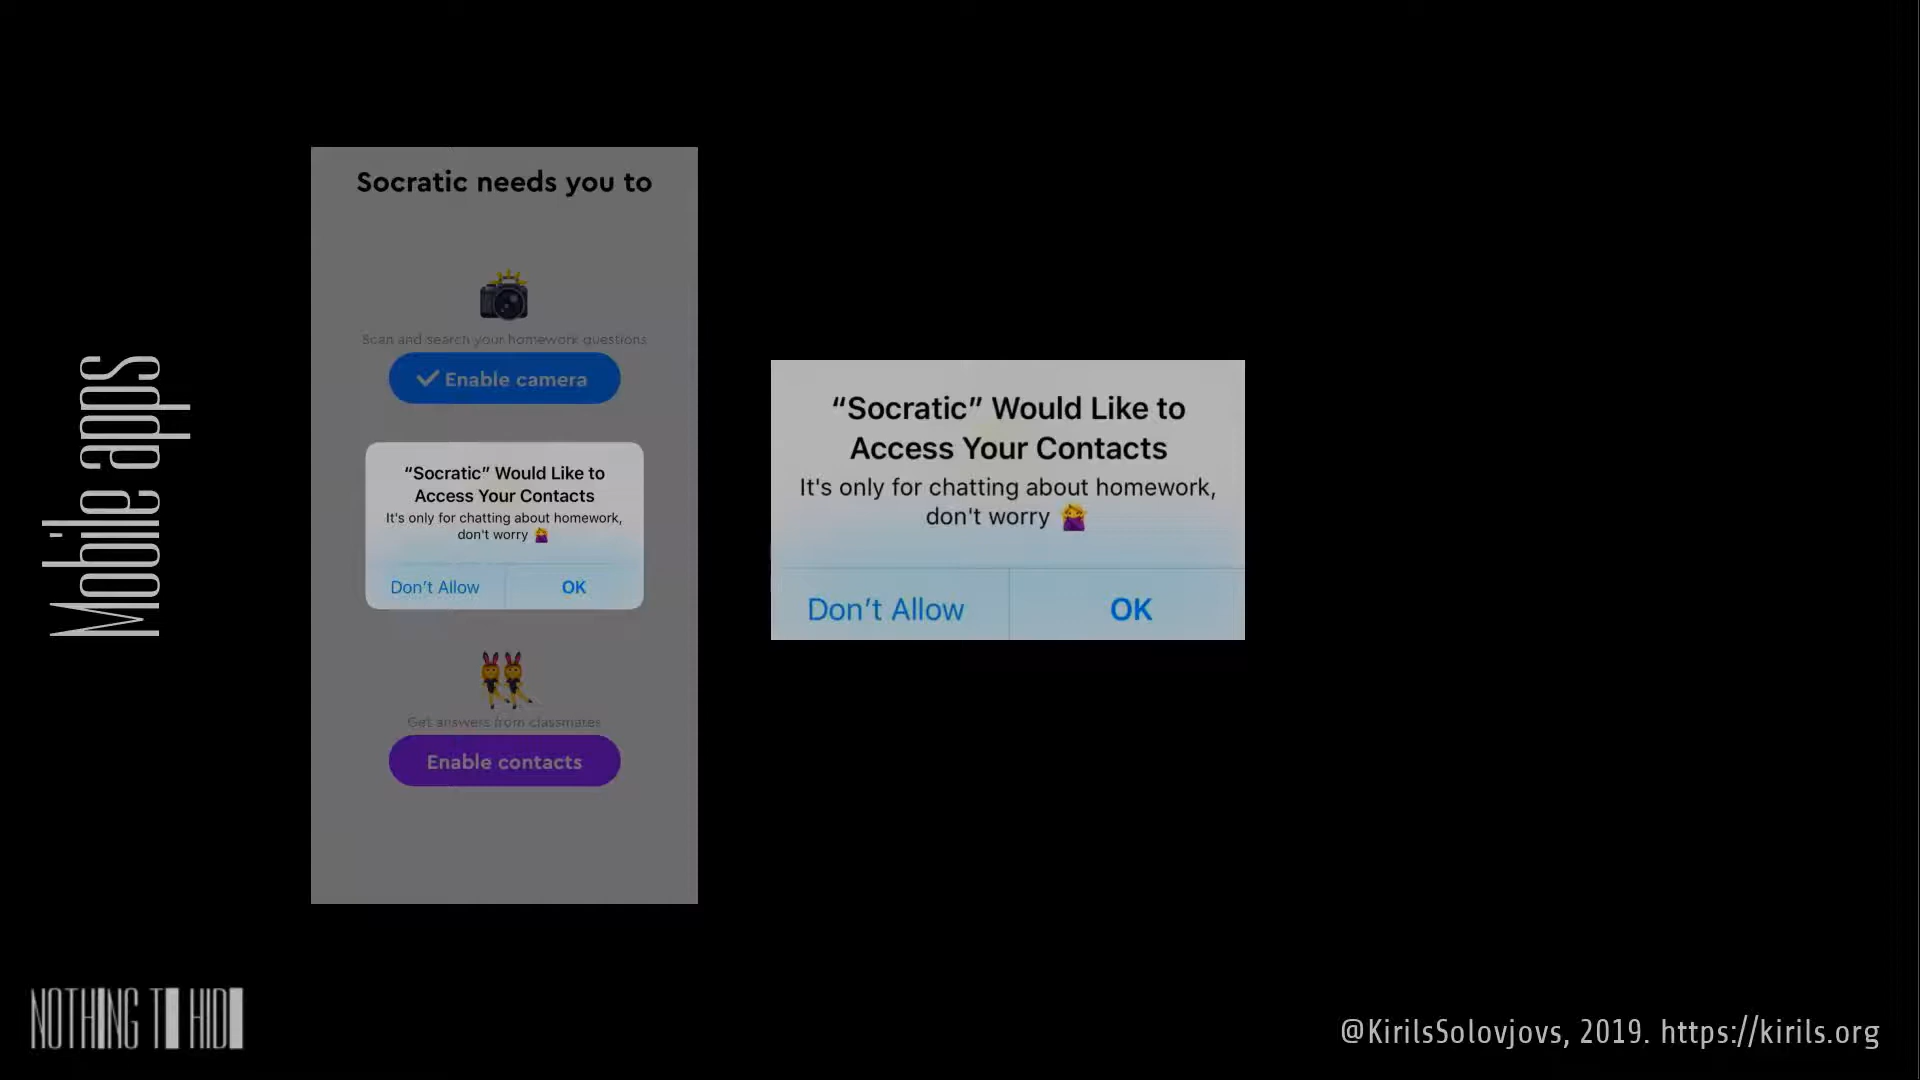 Mobile apps
Socratic needs you to
Scan and search your homework questions
Enable camera
“Socratic” Would Like to
Access Your Contacts
It's only for chatting about homework,
don't worry 🙅‍♀️
Don’t Allow
OK
Get answers from classmates
Enable contacts
“Socratic” Would Like to
Access Your Contacts
It's only for chatting about homework,
don't worry 🙅‍♀️
Don’t Allow
OK
NOTHING T█ HID█
@KirilsSolovjovs, 2019. https://kirils.org